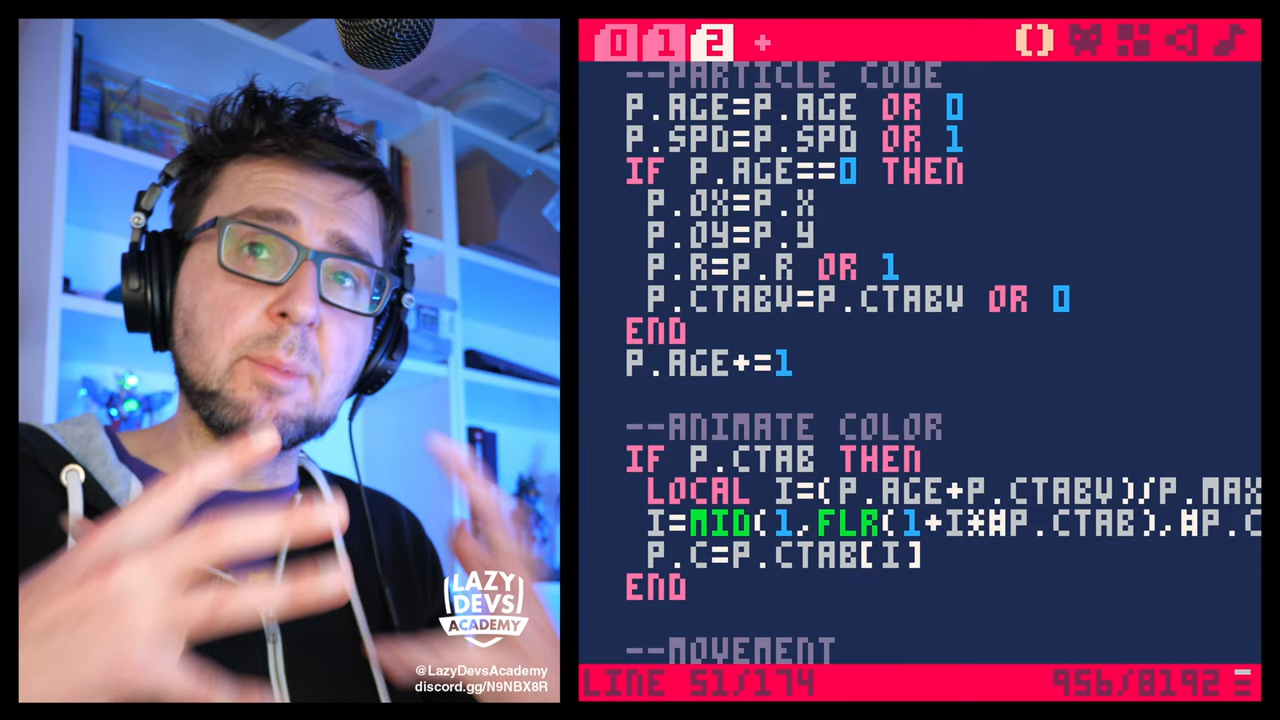 LAZY
DEVS
ACADEMY
@LazyDevsAcademy
discord.gg/N9NBX8R
0 1 2 +
--PARTICLE CODE
P.AGE=P.AGE OR 0
P.SPD=P.SPD OR 1
IF P.AGE==0 THEN
P.OX=P.X
P.OY=P.Y
P.R=P.R OR 1
P.CTABV=P.CTABV OR 0
END
P.AGE+=1
--ANIMATE COLOR
IF P.CTAB THEN
LOCAL I=(P.AGE+P.CTABV)/P.MAX
I=MID(1,FLR(1+I*#P.CTAB),#P.C
P.C=P.CTAB[I]
END
--MOVEMENT
LINE 51/174
956/8192